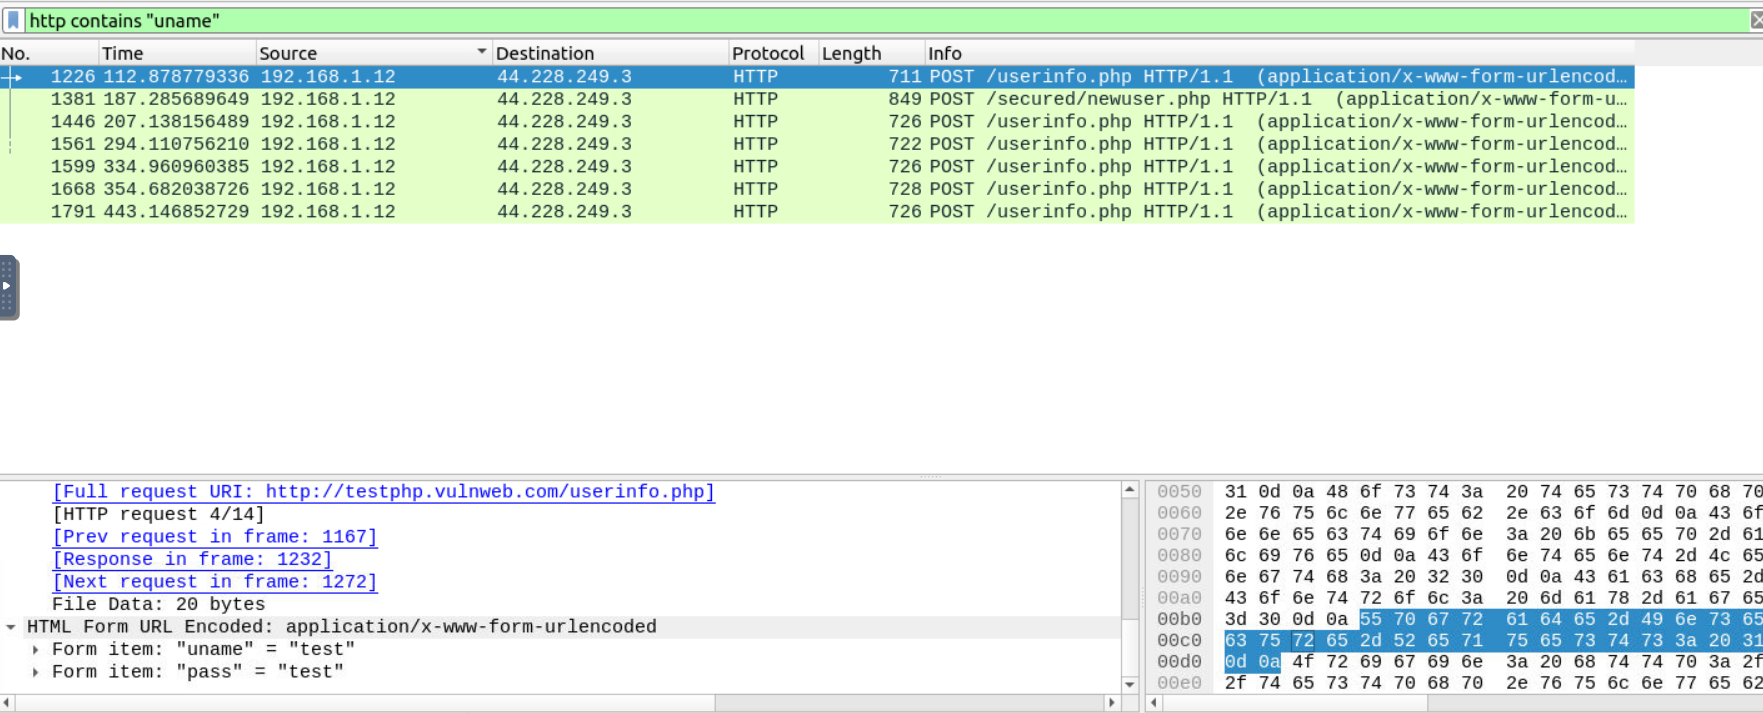 http contains "uname"
No. Time Source Destination Protocol Length Info
1226 112.878779336 192.168.1.12 44.228.249.3 HTTP 711 POST /userinfo.php HTTP/1.1 (application/x-www-form-urlencod…
1381 187.285689649 192.168.1.12 44.228.249.3 HTTP 849 POST /secured/newuser.php HTTP/1.1 (application/x-www-form-u…
1446 207.138156489 192.168.1.12 44.228.249.3 HTTP 726 POST /userinfo.php HTTP/1.1 (application/x-www-form-urlencod…
1561 294.110756210 192.168.1.12 44.228.249.3 HTTP 722 POST /userinfo.php HTTP/1.1 (application/x-www-form-urlencod…
1599 334.960960385 192.168.1.12 44.228.249.3 HTTP 726 POST /userinfo.php HTTP/1.1 (application/x-www-form-urlencod…
1668 354.682038726 192.168.1.12 44.228.249.3 HTTP 728 POST /userinfo.php HTTP/1.1 (application/x-www-form-urlencod…
1791 443.146852729 192.168.1.12 44.228.249.3 HTTP 726 POST /userinfo.php HTTP/1.1 (application/x-www-form-urlencod…
[Full request URI: http://testphp.vulnweb.com/userinfo.php]
[HTTP request 4/14]
[Prev request in frame: 1167]
[Response in frame: 1232]
[Next request in frame: 1272]
File Data: 20 bytes
HTML Form URL Encoded: application/x-www-form-urlencoded
Form item: "uname" = "test"
Form item: "pass" = "test"
0050 31 0d 0a 48 6f 73 74 3a 20 74 65 73 74 70 68 70
0060 2e 76 75 6c 6e 77 65 62 2e 63 6f 6d 0d 0a 43 6f
0070 6e 6e 65 63 74 69 6f 6e 3a 20 6b 65 65 70 2d 61
0080 6c 69 76 65 0d 0a 43 6f 6e 74 65 6e 74 2d 4c 65
0090 6e 67 74 68 3a 20 32 30 0d 0a 43 61 63 68 65 2d
00a0 43 6f 6e 74 72 6f 6c 3a 20 6d 61 78 2d 61 67 65
00b0 3d 30 0d 0a 55 70 67 72 61 64 65 2d 49 6e 73 65
00c0 63 75 72 65 2d 52 65 71 75 65 73 74 73 3a 20 31
00d0 0d 0a 4f 72 69 67 69 6e 3a 20 68 74 74 70 3a 2f
00e0 2f 74 65 73 74 70 68 70 2e 76 75 6c 6e 77 65 62